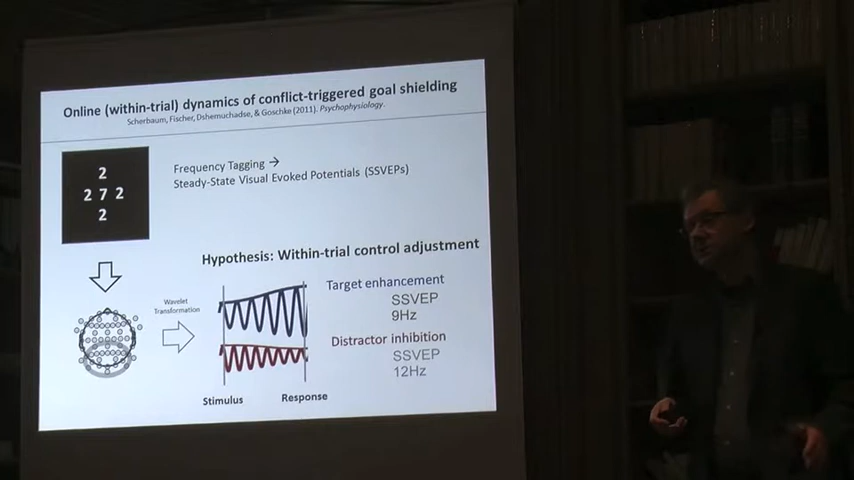 Online (within-trial) dynamics of conflict-triggered goal shielding
Scherbaum, Fischer, Dshemuchadse, & Goschke (2011). Psychophysiology.
2
2 7 2
2
Frequency Tagging →
Steady-State Visual Evoked Potentials (SSVEPs)
Hypothesis: Within-trial control adjustment
Wavelet
Transformation
Target enhancement
SSVEP
9Hz
Distractor inhibition
SSVEP
12Hz
Stimulus
Response